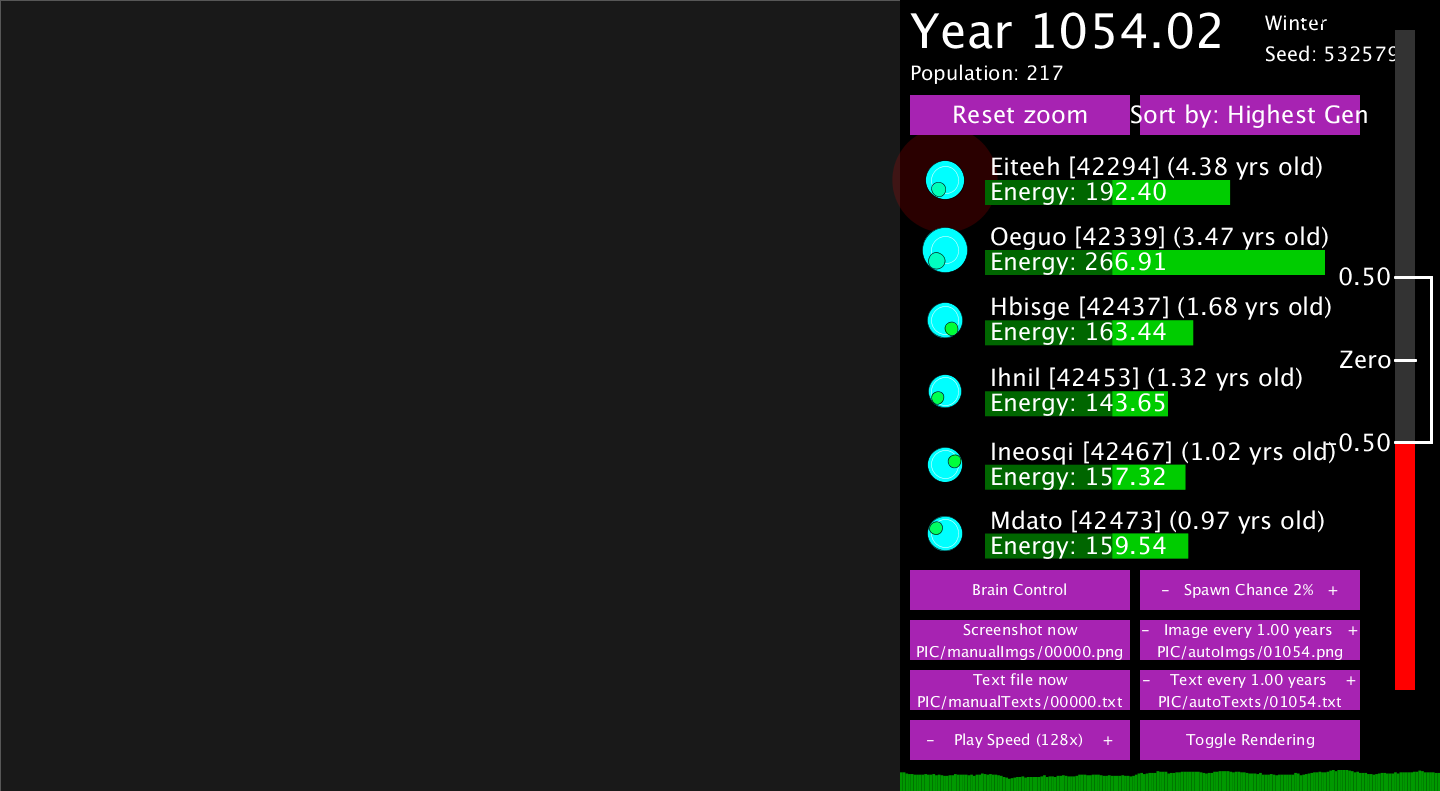 Year 1054.02
Winter
Seed: 532579
Population: 217
Reset zoom
Sort by: Highest Gen
Eiteeh [42294] (4.38 yrs old)
Energy: 192.40
Oeguo [42339] (3.47 yrs old)
Energy: 266.91
0.50
Hbisge [42437] (1.68 yrs old)
Energy: 163.44
Zero
Ihnil [42453] (1.32 yrs old)
Energy: 143.65
-0.50
Ineosqi [42467] (1.02 yrs old)
Energy: 157.32
Mdato [42473] (0.97 yrs old)
Energy: 159.54
Brain Control
- Spawn Chance 2% +
Screenshot now
PIC/manualImgs/00000.png
- Image every 1.00 years +
PIC/autoImgs/01054.png
Text file now
PIC/manualTexts/00000.txt
- Text every 1.00 years +
PIC/autoTexts/01054.txt
- Play Speed (128x) +
Toggle Rendering